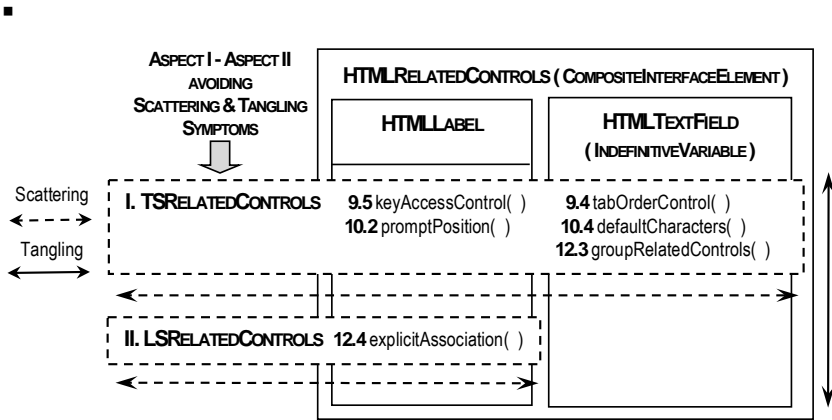 ASPECT I - ASPECT II
AVOIDING
SCATTERING & TANGLING
SYMPTOMS
HTMLRELATEDCONTROLS ( COMPOSITEINTERFACEELEMENT )
HTMLLABEL
HTMLTEXTFIELD
( INDEFINITIVEVARIABLE )
Scattering
Tangling
I. TSRELATEDCONTROLS 9.5 keyAccessControl( ) 9.4 tabOrderControl( )
10.2 promptPosition( ) 10.4 defaultCharacters( )
12.3 groupRelatedControls( )
II. LSRELATEDCONTROLS 12.4 explicitAssociation( )